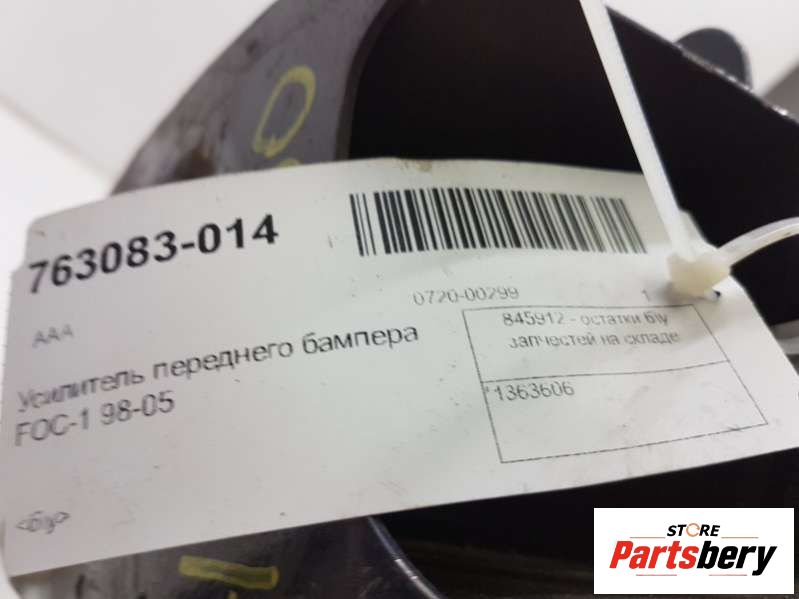 763083-014
0720-00299 1
AAA
Усилитель переднего бампера
FOC-1 98-05
<б\у>
845912 - остатки б\у
запчестей на складе
*1363606
STORE
Partsbery